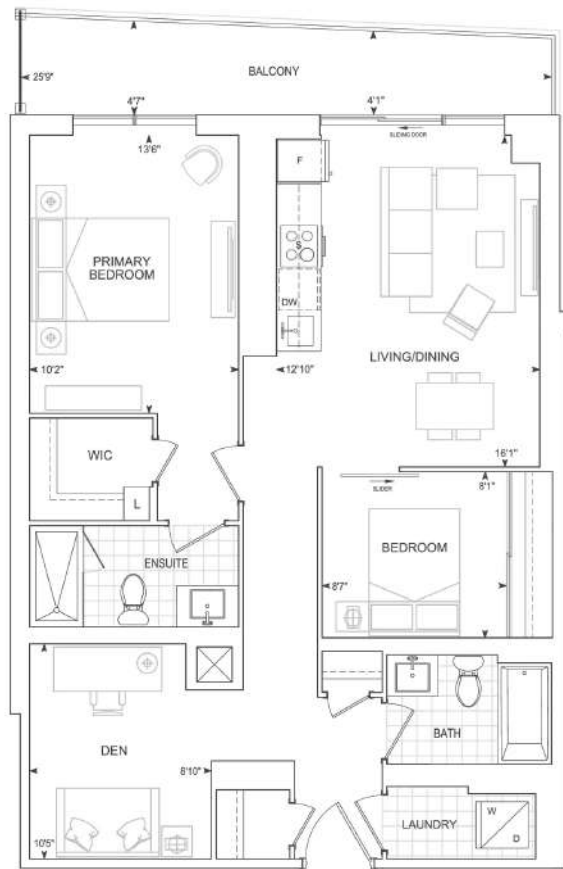 BALCONY
25'9"
4'7"
4'1"
SLIDING DOOR
13'6"
F
S
PRIMARY
BEDROOM
DW
LIVING/DINING
10'2"
12'10"
WIC
16'1"
8'1"
SLIDER
L
BEDROOM
ENSUITE
8'7"
DEN
BATH
8'10"
W
D
LAUNDRY
10'5"